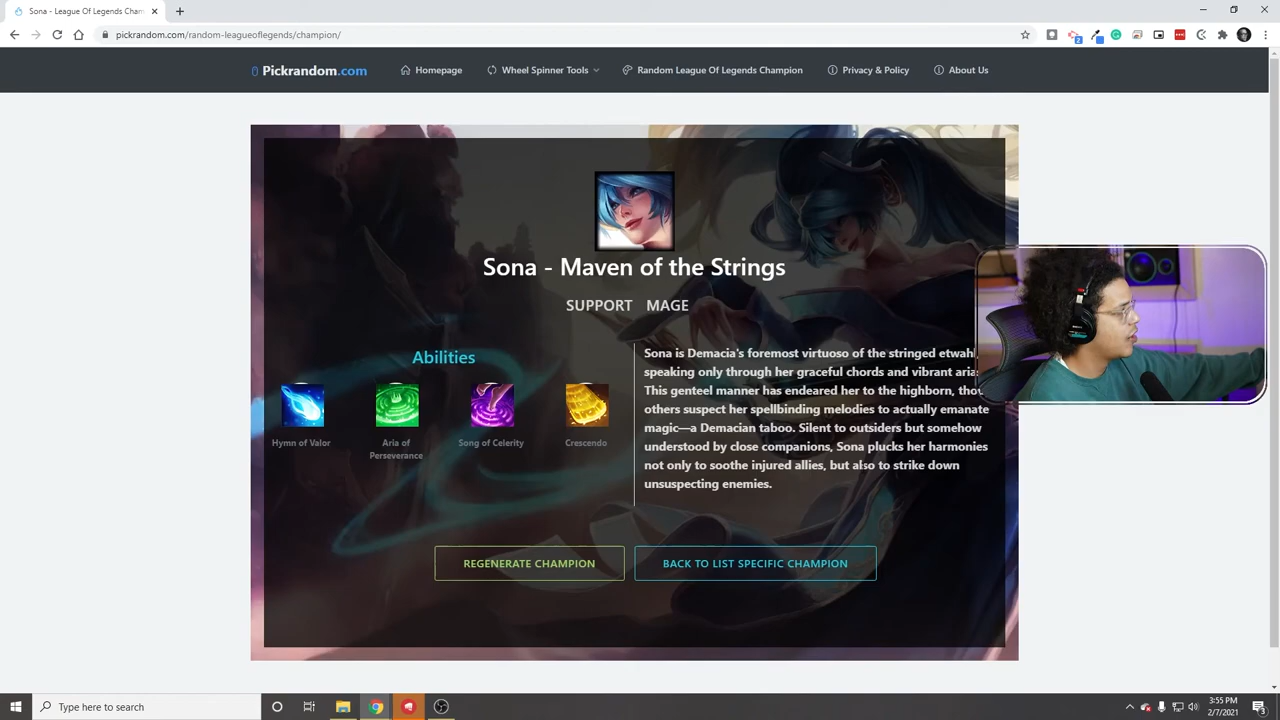 Sona - League Of Legends Cham
pickrandom.com/random-leagueoflegends/champion/
2
Pickrandom.com
Homepage
Wheel Spinner Tools
Random League Of Legends Champion
Privacy & Policy
About Us
Sona - Maven of the Strings
SUPPORT MAGE
Abilities
Hymn of Valor
Aria of
Perseverance
Song of Celerity
Crescendo
Sona is Demacia's foremost virtuoso of the stringed etwahl,
speaking only through her graceful chords and vibrant arias
This genteel manner has endeared her to the highborn, thou
others suspect her spellbinding melodies to actually emanate
magic—a Demacian taboo. Silent to outsiders but somehow
understood by close companions, Sona plucks her harmonies
not only to soothe injured allies, but also to strike down
unsuspecting enemies.
REGENERATE CHAMPION
BACK TO LIST SPECIFIC CHAMPION
Type here to search
3:55 PM
2/7/2021
3